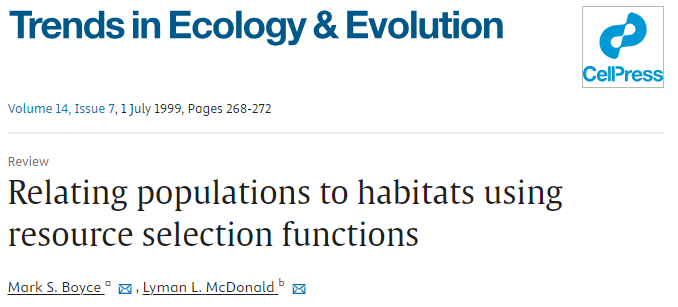 Trends in Ecology & Evolution
CellPress
Volume 14, Issue 7, 1 July 1999, Pages 268-272
Review
Relating populations to habitats using
resource selection functions
Mark S. Boyce a , Lyman L. McDonald b